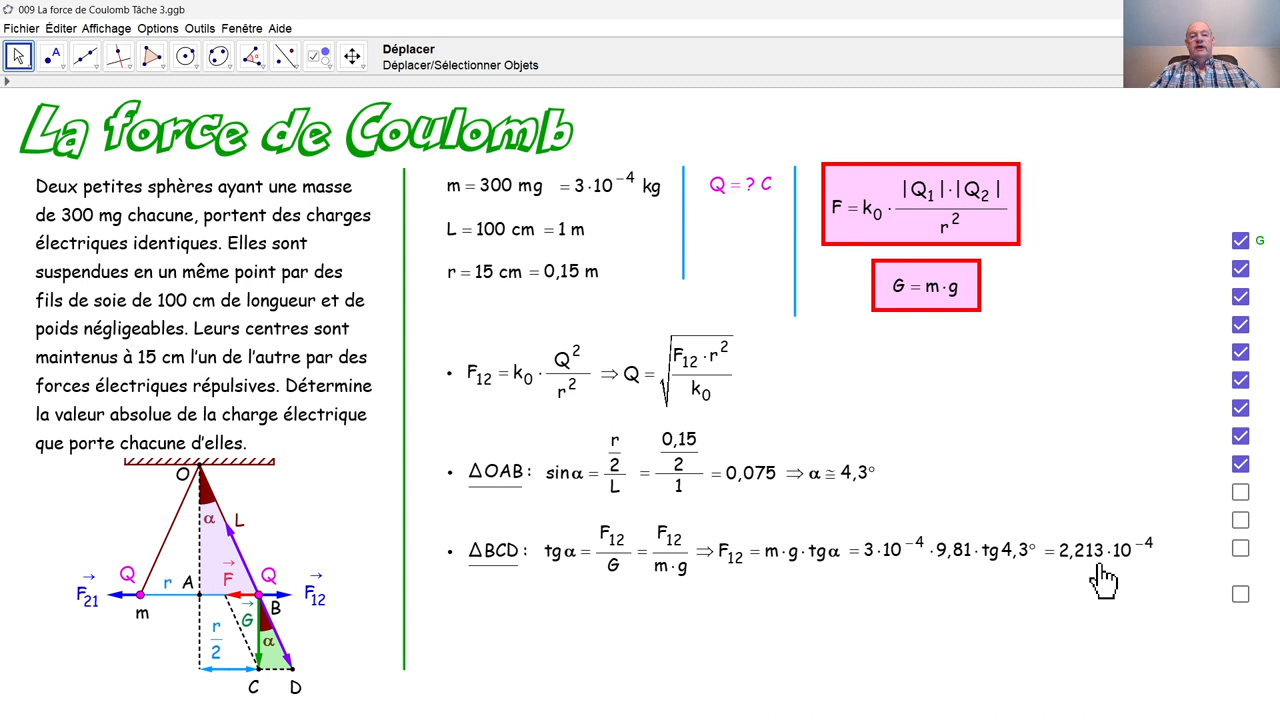 009 La force de Coulomb Tâche 3.ggb
Fichier Éditer Affichage Options Outils Fenêtre Aide
A
Déplacer
Déplacer/Sélectionner Objets
La force de Coulomb
Deux petites sphères ayant une masse
de 300 mg chacune, portent des charges
électriques identiques. Elles sont
suspendues en un même point par des
fils de soie de 100 cm de longueur et de
poids négligeables. Leurs centres sont
maintenus à 15 cm l'un de l'autre par des
forces électriques répulsives. Détermine
la valeur absolue de la charge électrique
que porte chacune d'elles.
m = 300 mg = 3·10⁻⁴ kg
L = 100 cm = 1 m
r = 15 cm = 0,15 m
Q = ? C
F = k₀ · |Q₁|·|Q₂| / r²
G = m·g
G
• F₁₂ = k₀ · Q² / r² ⇒ Q = √(F₁₂·r² / k₀)
• ΔOAB: sinα = (r/2)/L = (0,15/2)/1 = 0,075 ⇒ α ≅ 4,3°
• ΔBCD: tgα = F₁₂/G = F₁₂/(m·g) ⇒ F₁₂ = m·g·tgα = 3·10⁻⁴·9,81·tg4,3° = 2,213·10⁻⁴
O
α L
Q r A F Q
F₂₁ F₁₂
m B
G
r/2 α
C D